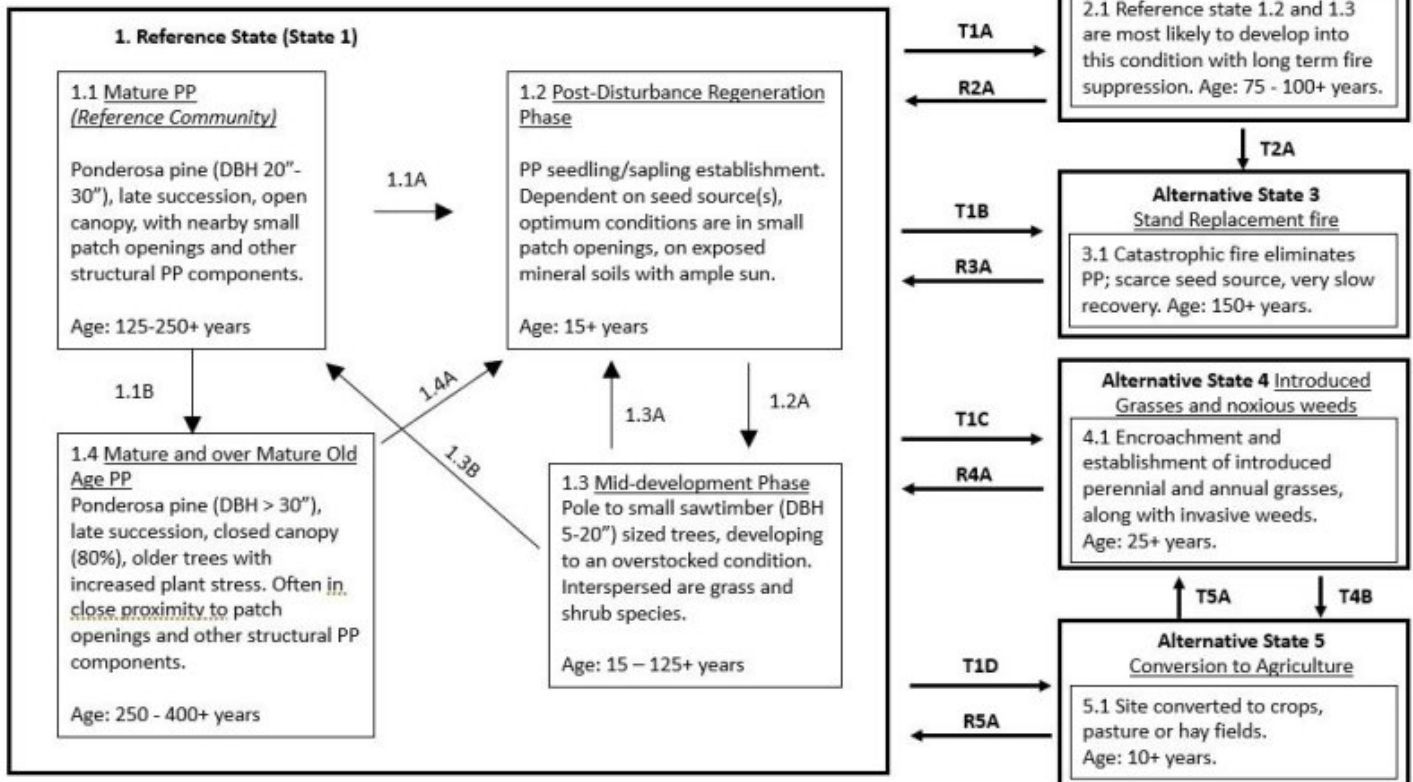 1. Reference State (State 1)
1.1 Mature PP
(Reference Community)
Ponderosa pine (DBH 20”-
30”), late succession, open
canopy, with nearby small
patch openings and other
structural PP components.
Age: 125-250+ years
1.1A
1.2 Post-Disturbance Regeneration
Phase
PP seedling/sapling establishment.
Dependent on seed source(s),
optimum conditions are in small
patch openings, on exposed
mineral soils with ample sun.
Age: 15+ years
1.1B
1.4A
1.3B
1.3A
1.2A
1.4 Mature and over Mature Old
Age PP
Ponderosa pine (DBH > 30”),
late succession, closed canopy
(80%), older trees with
increased plant stress. Often in
close proximity to patch
openings and other structural PP
components.
Age: 250 - 400+ years
1.3 Mid-development Phase
Pole to small sawtimber (DBH
5-20”) sized trees, developing
to an overstocked condition.
Interspersed are grass and
shrub species.
Age: 15 – 125+ years
T1A
R2A
2.1 Reference state 1.2 and 1.3
are most likely to develop into
this condition with long term fire
suppression. Age: 75 - 100+ years.
T2A
T1B
R3A
Alternative State 3
Stand Replacement fire
3.1 Catastrophic fire eliminates
PP; scarce seed source, very slow
recovery. Age: 150+ years.
T1C
R4A
Alternative State 4 Introduced
Grasses and noxious weeds
4.1 Encroachment and
establishment of introduced
perennial and annual grasses,
along with invasive weeds.
Age: 25+ years.
T5A
T4B
T1D
R5A
Alternative State 5
Conversion to Agriculture
5.1 Site converted to crops,
pasture or hay fields.
Age: 10+ years.